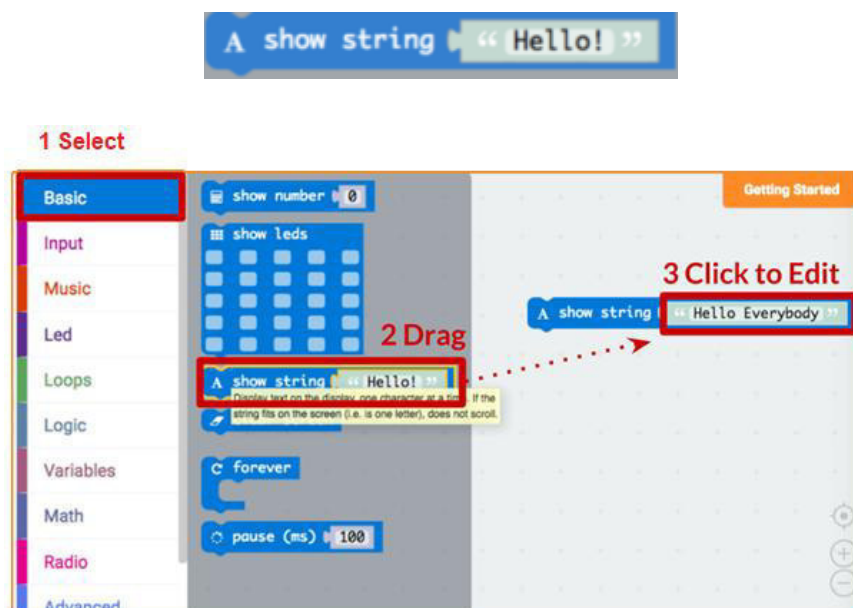 A show string “ Hello! ”
1 Select
Basic
Input
Music
Led
Loops
Logic
Variables
Math
Radio
Advanced
show number 0
show leds
2 Drag
A show string “ Hello! ”
Display text on the display, one character at a time. If the
string fits on the screen (i.e. is one letter), does not scroll.
forever
pause (ms) 100
Getting Started
3 Click to Edit
A show string “ Hello Everybody ”